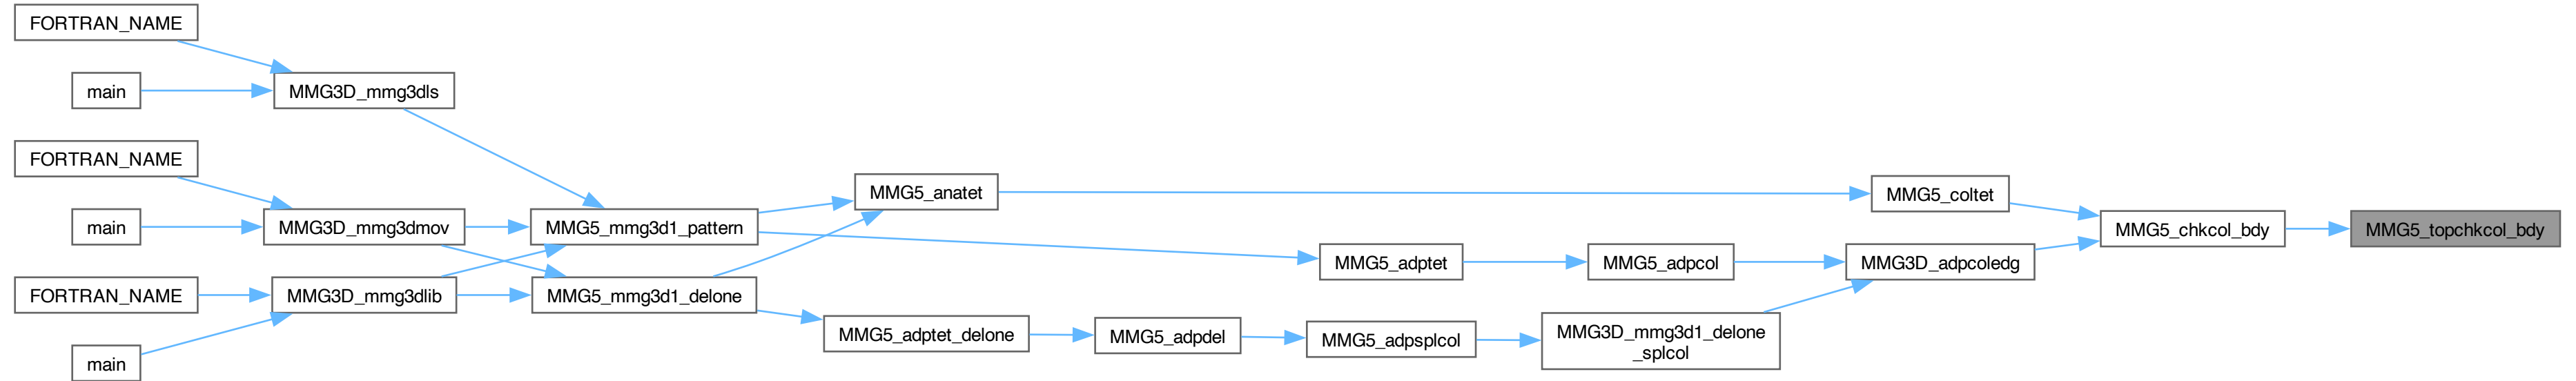 FORTRAN_NAME
main
MMG3D_mmg3dls
FORTRAN_NAME
main
MMG3D_mmg3dmov
FORTRAN_NAME
main
MMG3D_mmg3dlib
MMG5_mmg3d1_pattern
MMG5_mmg3d1_delone
MMG5_anatet
MMG5_adptet_delone
MMG5_adpdel
MMG5_adptet
MMG5_adpsplcol
MMG5_adpcol
MMG3D_mmg3d1_delone
_splcol
MMG5_coltet
MMG3D_adpcoledg
MMG5_chkcol_bdy
MMG5_topchkcol_bdy